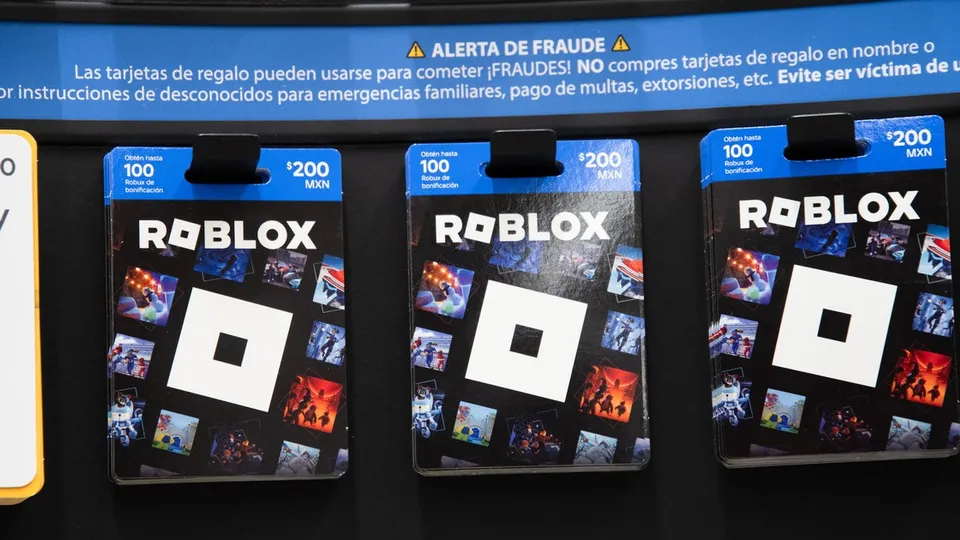 ALERTA DE FRAUDE
Las tarjetas de regalo pueden usarse para cometer ¡FRAUDES! NO compres tarjetas de regalo en nombre o
or instrucciones de desconocidos para emergencias familiares, pago de multas, extorsiones, etc. Evite ser víctima de u
Obtén hasta
100
Robux de
bonificación
$200
MXN
ROBLOX
Obtén hasta
100
Robux de
bonificación
$200
MXN
ROBLOX
Obtén hasta
100
Robux de
bonificación
$200
MXN
ROBLOX